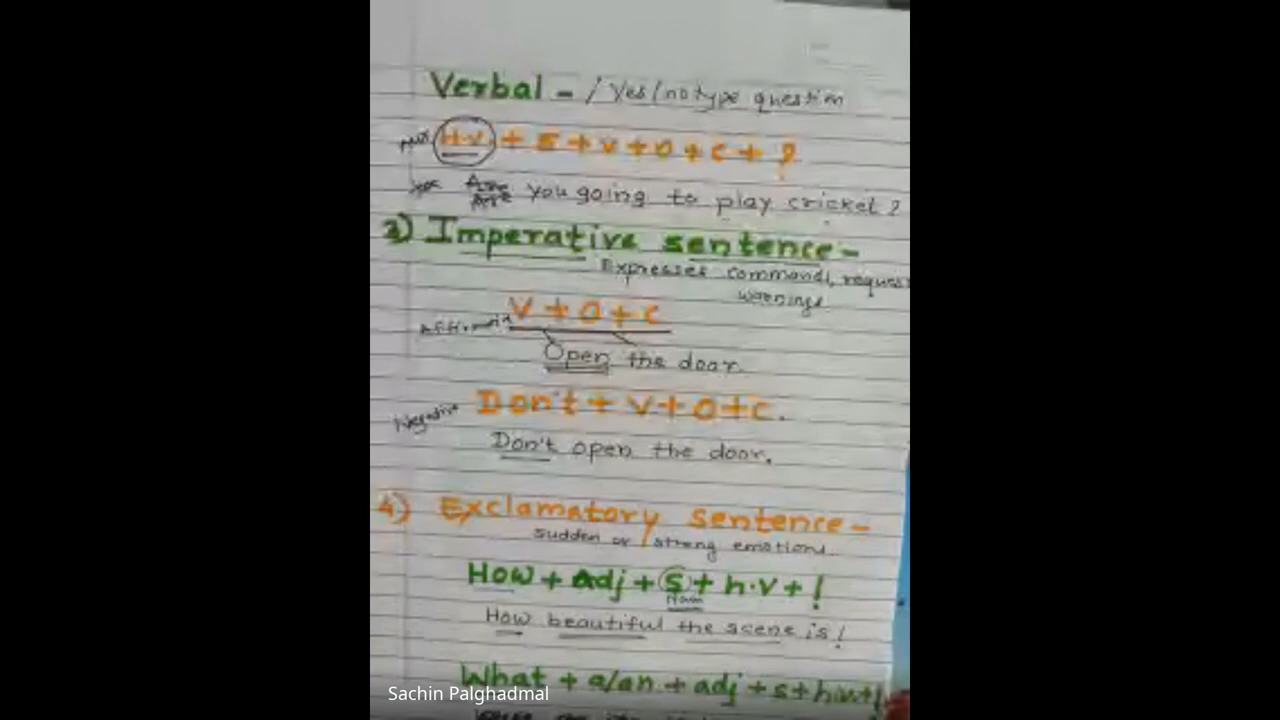 Verbal - / Yes/no type question
H.V. + S + V + O + C + ?
Are you going to play cricket?
3) Imperative sentence -
Expresses command, request
warnings
V + O + C
Open the door.
Negative Don't + V + O + C.
Don't open the door.
4) Exclamatory sentence -
sudden or strong emotions
How + Adj + S + h.v + !
Noun
How beautiful the scene is!
What + a/an + adj + s + h.v + !
Sachin Palghadmal